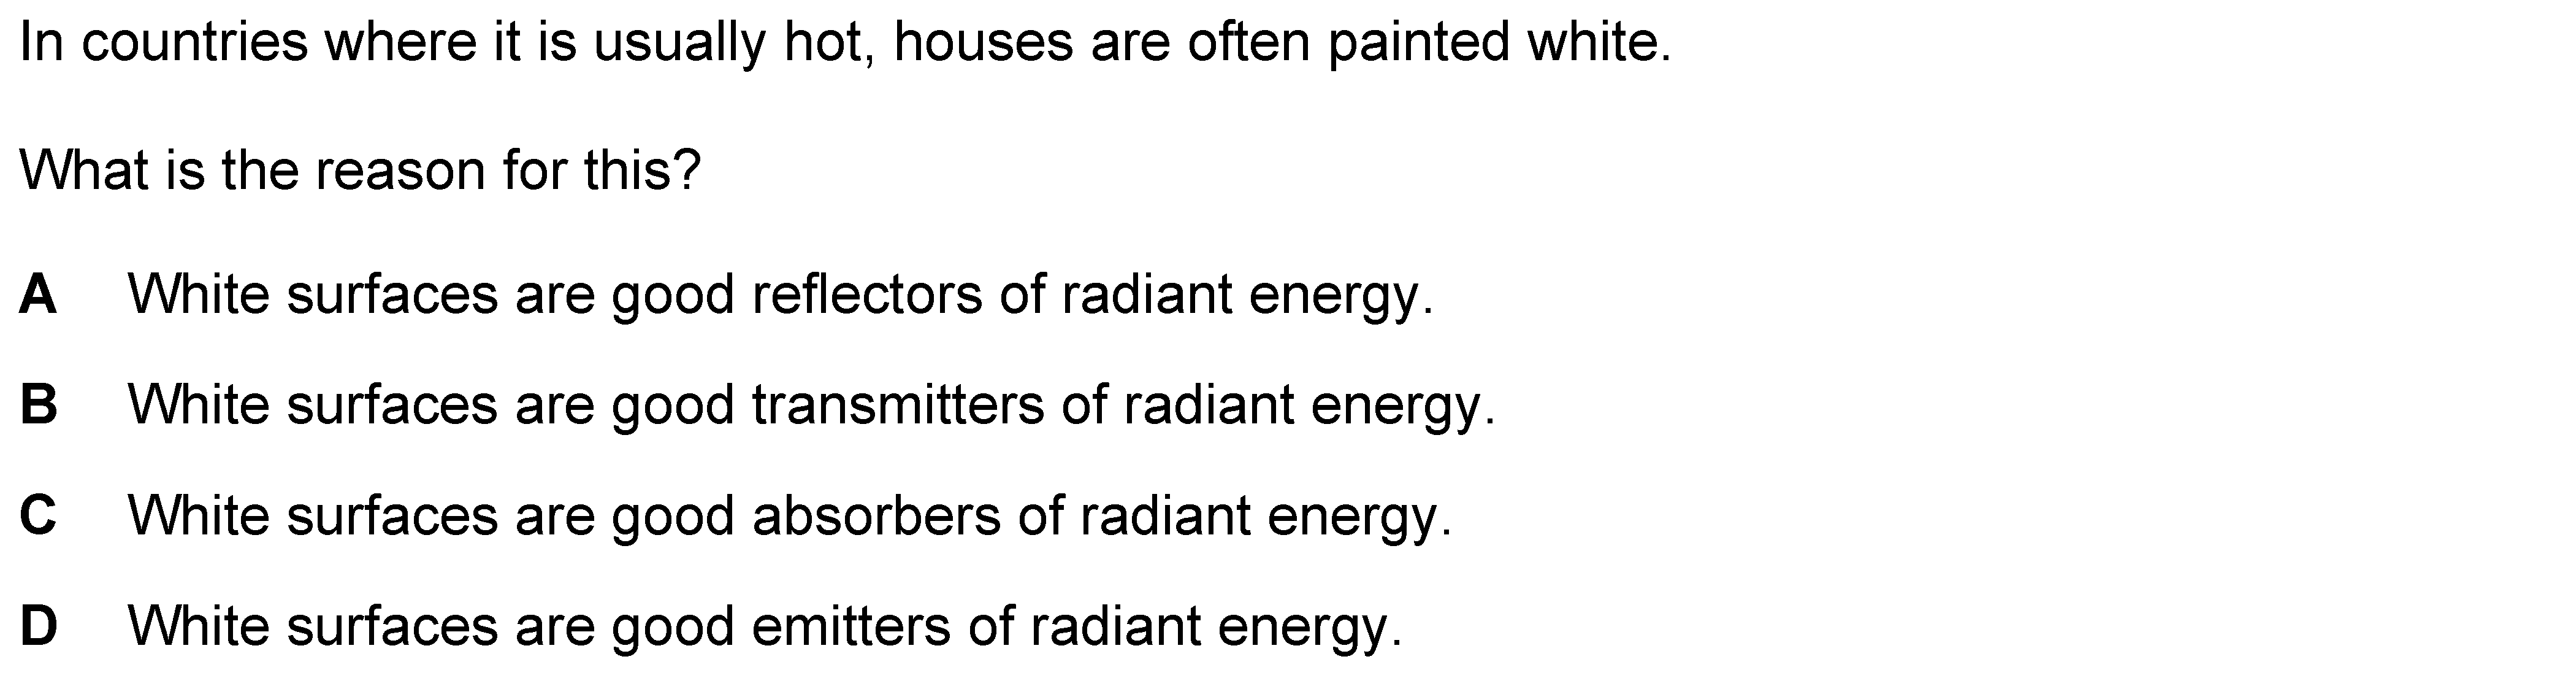 In countries where it is usually hot, houses are often painted white.
What is the reason for this?
A White surfaces are good reflectors of radiant energy.
B White surfaces are good transmitters of radiant energy.
C White surfaces are good absorbers of radiant energy.
D White surfaces are good emitters of radiant energy.